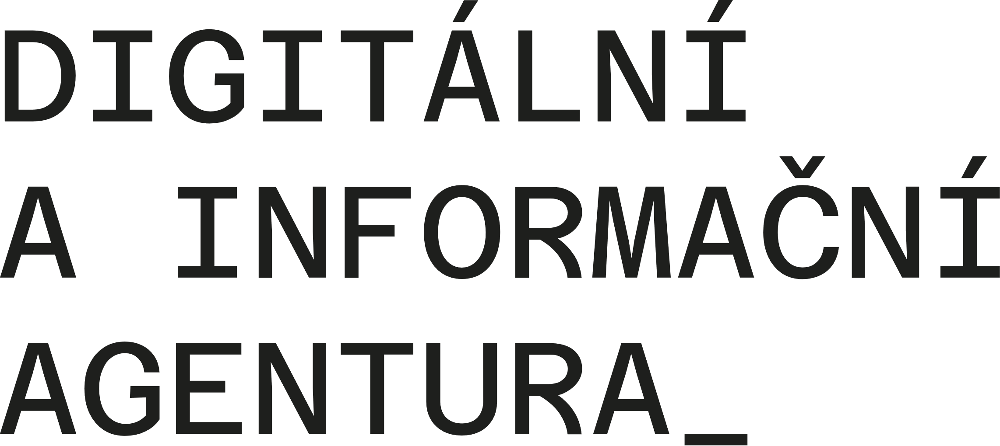 DIGITÁLNÍ
A INFORMAČNÍ
AGENTURA_